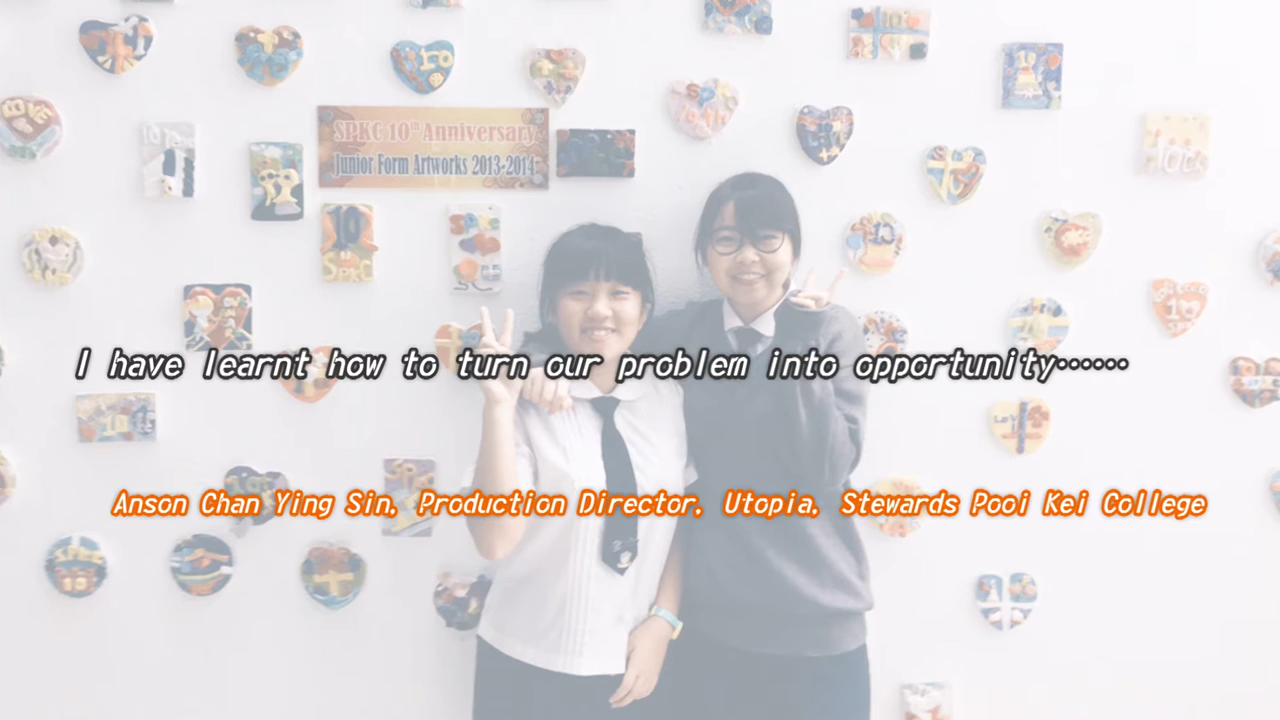 SPKC 10th Anniversary
Junior Form Artworks 2013-2014
I have learnt how to turn our problem into opportunity……
Anson Chan Ying Sin, Production Director, Utopia, Stewards Pooi Kei College